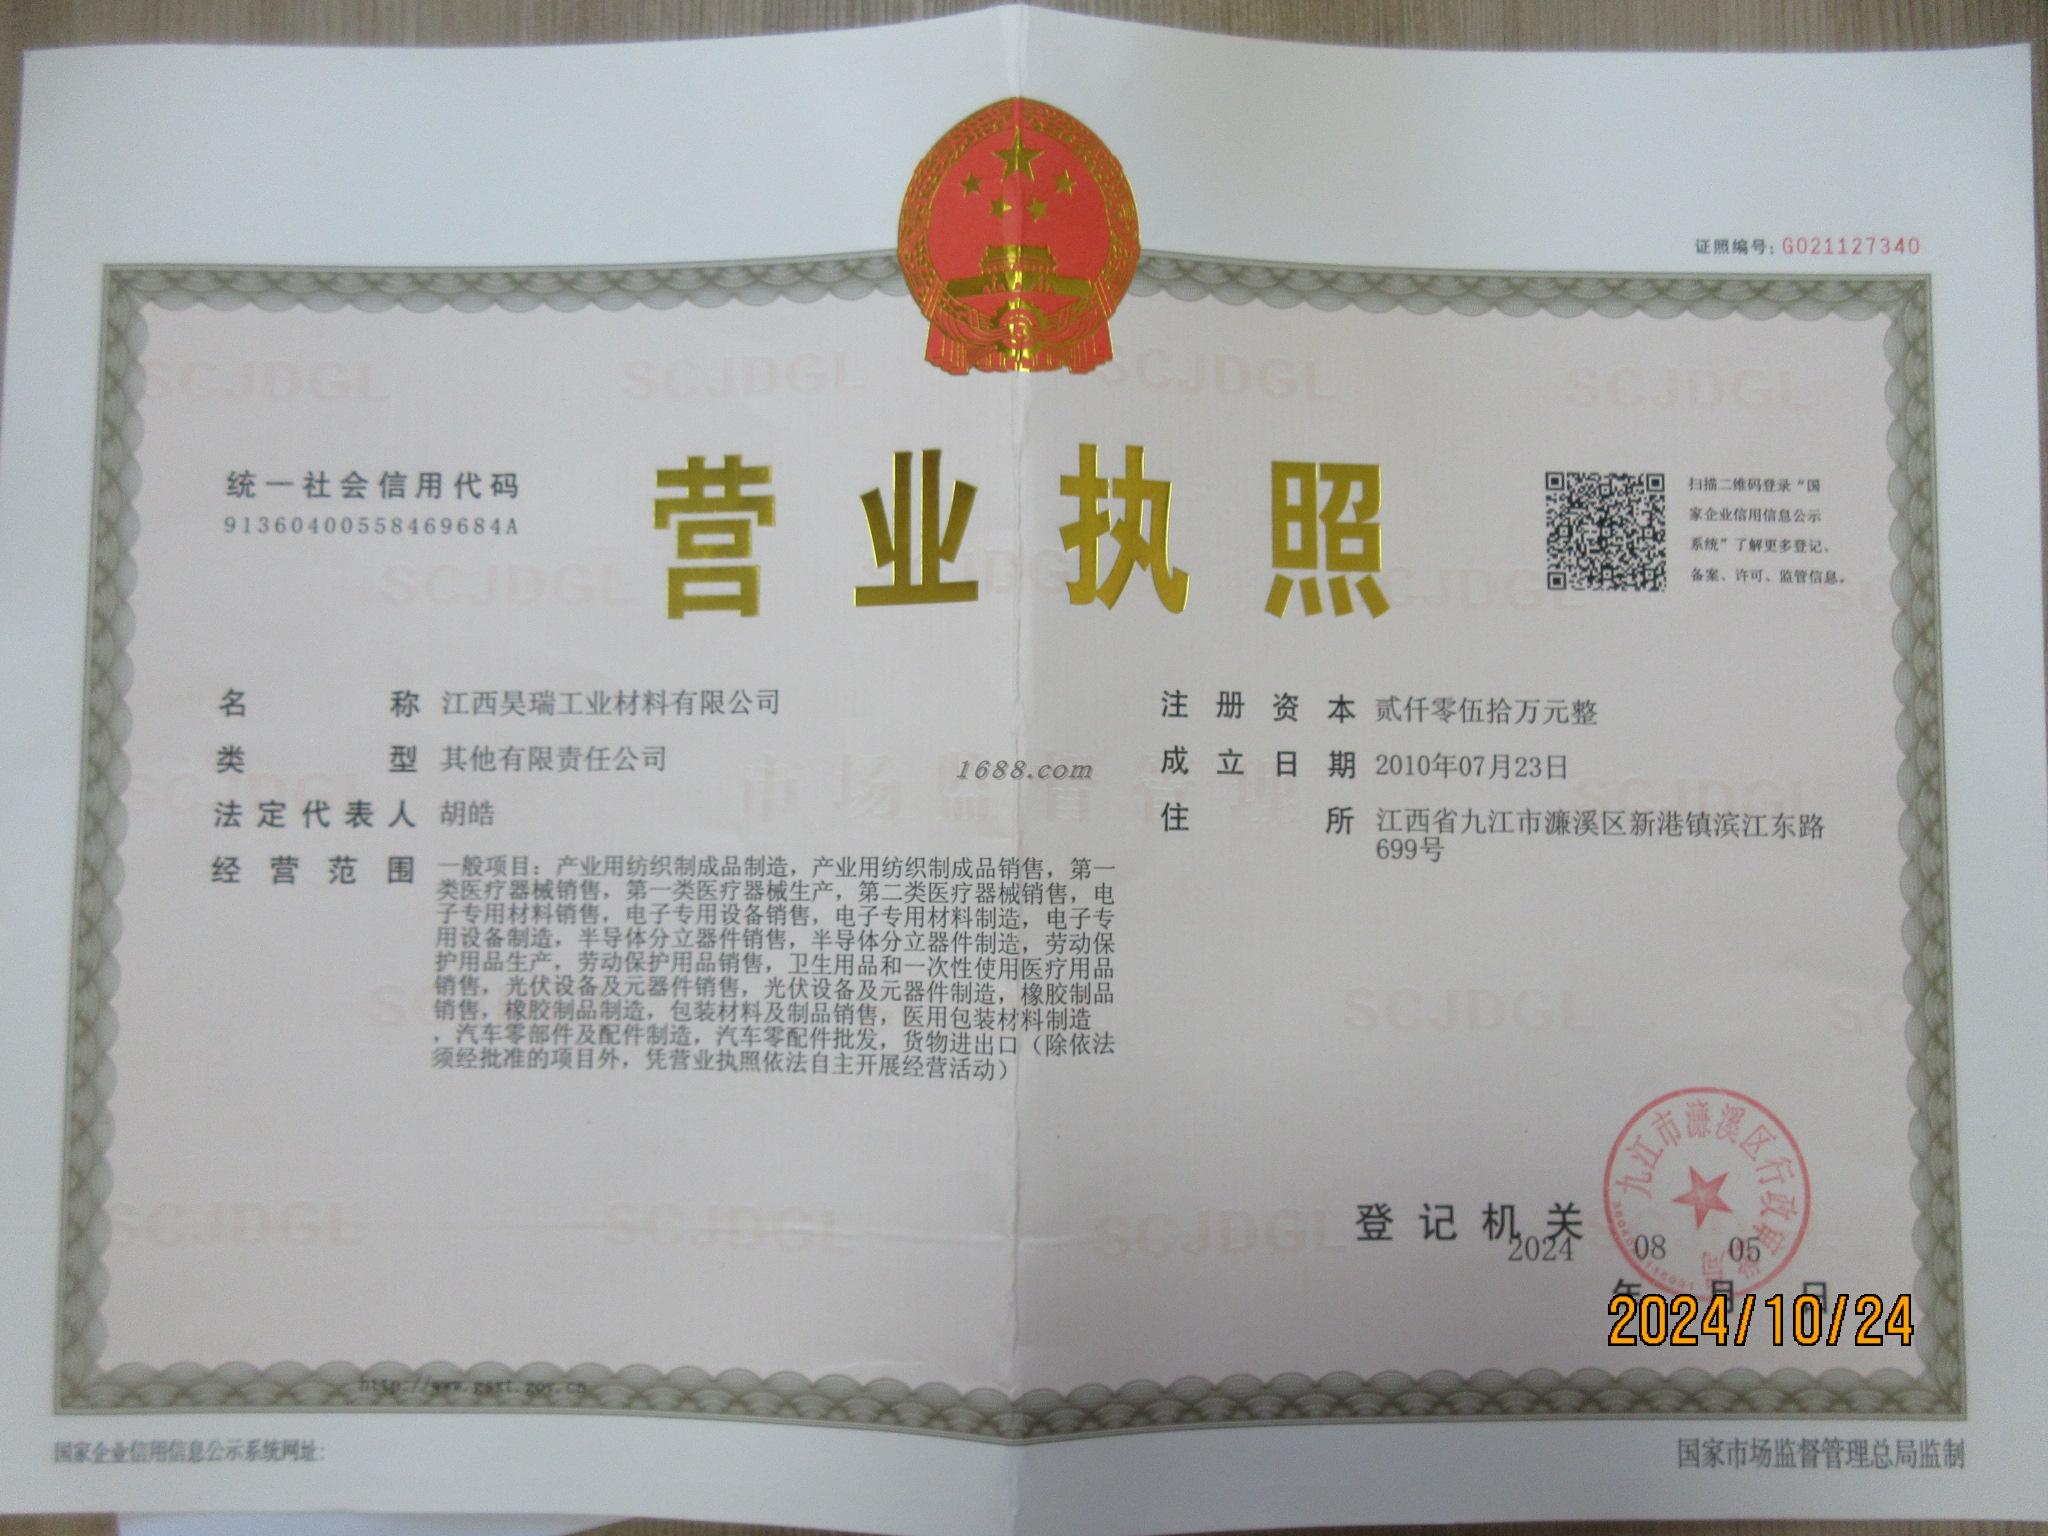 证照编号：G021127340
统一社会信用代码
91360400558469684A
营业执照
扫描二维码登录“国
家企业信用信息公示
系统”了解更多登记、
备案、许可、监管信息。
名称 江西昊瑞工业材料有限公司
类型 其他有限责任公司
法定代表人 胡皓
经营范围 一般项目：产业用纺织制成品制造，产业用纺织制成品销售，第一
类医疗器械销售，第一类医疗器械生产，第二类医疗器械销售，电
子专用材料销售，电子专用设备销售，电子专用材料制造，电子专
用设备制造，半导体分立器件销售，半导体分立器件制造，劳动保
护用品生产，劳动保护用品销售，卫生用品和一次性使用医疗用品
销售，光伏设备及元器件销售，光伏设备及元器件制造，橡胶制品
销售，橡胶制品制造，包装材料及制品销售，医用包装材料制造
，汽车零部件及配件制造，汽车零配件批发，货物进出口（除依法
须经批准的项目外，凭营业执照依法自主开展经营活动）
注册资本 贰仟零伍拾万元整
成立日期 2010年07月23日
住所 江西省九江市濂溪区新港镇滨江东路
699号
1688.com
市场监督管理
SCJDGL
登记机关
九江市濂溪区行政审批局
2024 08 05
年 月 日
2024/10/24
http://www.gsxt.gov.cn
国家企业信用信息公示系统网址:
国家市场监督管理总局监制